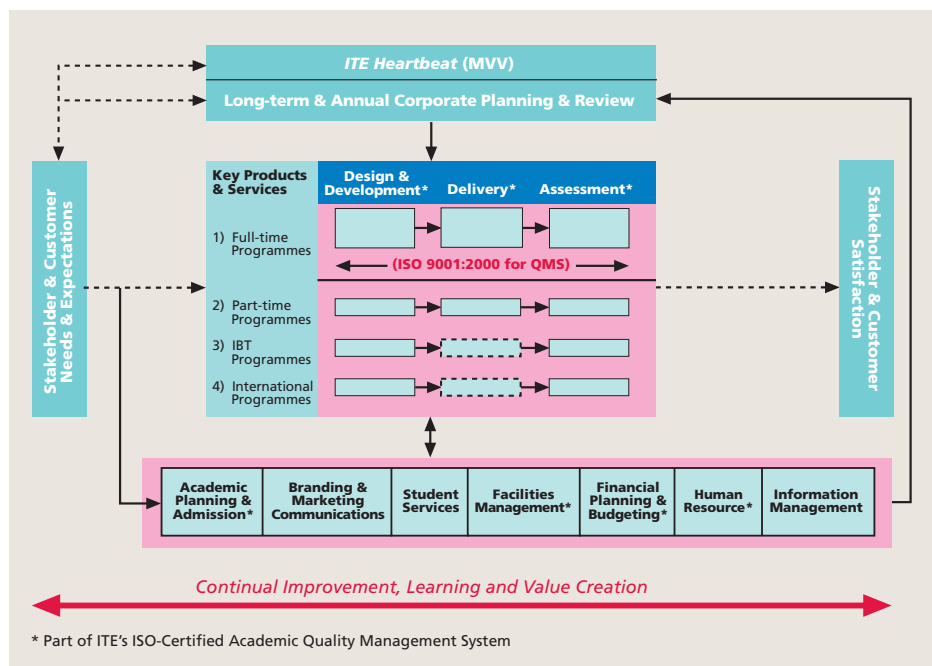 ITE Heartbeat (MVV)
Long-term & Annual Corporate Planning & Review
Stakeholder & Customer
Needs & Expectations
Key Products
& Services
Design &
Development*
Delivery*
Assessment*
1) Full-time
Programmes
(ISO 9001:2000 for QMS)
2) Part-time
Programmes
3) IBT
Programmes
4) International
Programmes
Stakeholder & Customer
Satisfaction
Academic
Planning &
Admission*
Branding &
Marketing
Communications
Student
Services
Facilities
Management*
Financial
Planning &
Budgeting*
Human
Resource*
Information
Management
Continual Improvement, Learning and Value Creation
* Part of ITE's ISO-Certified Academic Quality Management System